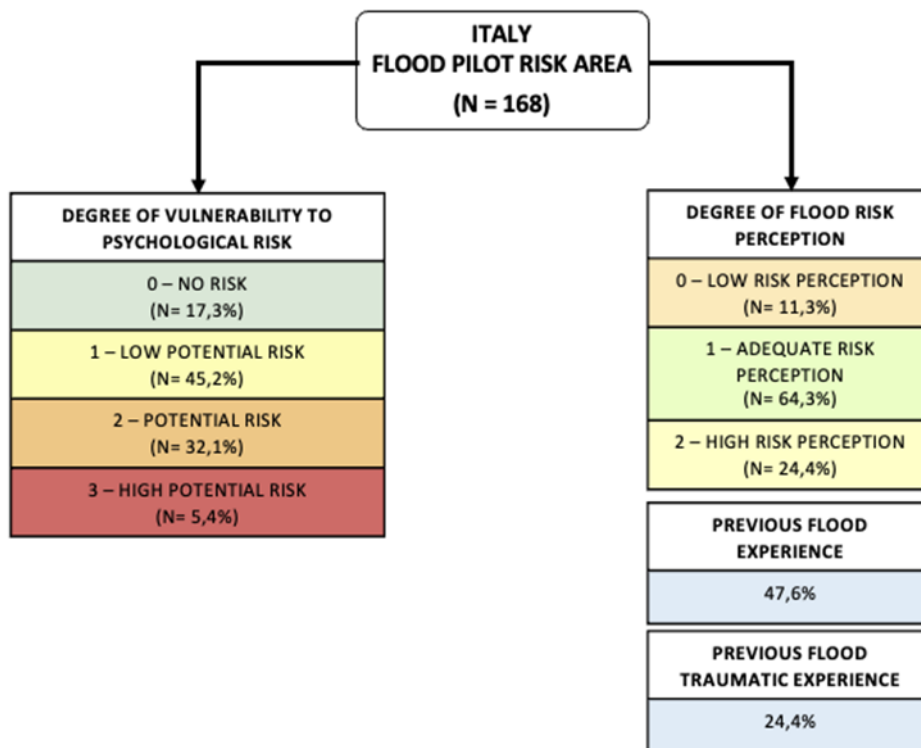 ITALY
FLOOD PILOT RISK AREA
(N = 168)
DEGREE OF VULNERABILITY TO
PSYCHOLOGICAL RISK
0 – NO RISK
(N= 17,3%)
1 – LOW POTENTIAL RISK
(N= 45,2%)
2 – POTENTIAL RISK
(N= 32,1%)
3 – HIGH POTENTIAL RISK
(N= 5,4%)
DEGREE OF FLOOD RISK
PERCEPTION
0 – LOW RISK PERCEPTION
(N= 11,3%)
1 – ADEQUATE RISK
PERCEPTION
(N= 64,3%)
2 – HIGH RISK PERCEPTION
(N= 24,4%)
PREVIOUS FLOOD
EXPERIENCE
47,6%
PREVIOUS FLOOD
TRAUMATIC EXPERIENCE
24,4%